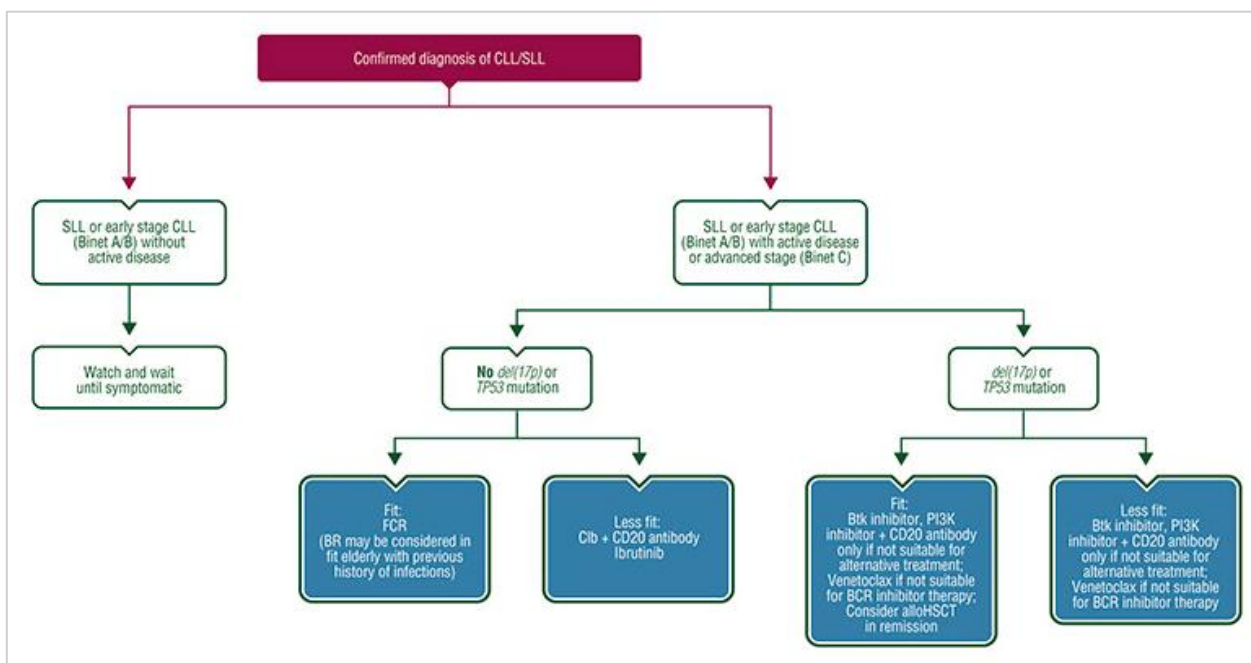 Confirmed diagnosis of CLL/SLL
SLL or early stage CLL
(Binet A/B) without
active disease
SLL or early stage CLL
(Binet A/B) with active disease
or advanced stage (Binet C)
Watch and wait
until symptomatic
No del(17p) or
TP53 mutation
del(17p) or
TP53 mutation
Fit:
FCR
(BR may be considered in
fit elderly with previous
history of infections)
Less fit:
Clb + CD20 antibody
Ibrutinib
Fit:
Btk inhibitor, PI3K
inhibitor + CD20 antibody
only if not suitable for
alternative treatment;
Venetoclax if not suitable
for BCR inhibitor therapy;
Consider alloHSCT
in remission
Less fit:
Btk inhibitor, PI3K
inhibitor + CD20 antibody
only if not suitable for
alternative treatment;
Venetoclax if not suitable
for BCR inhibitor therapy